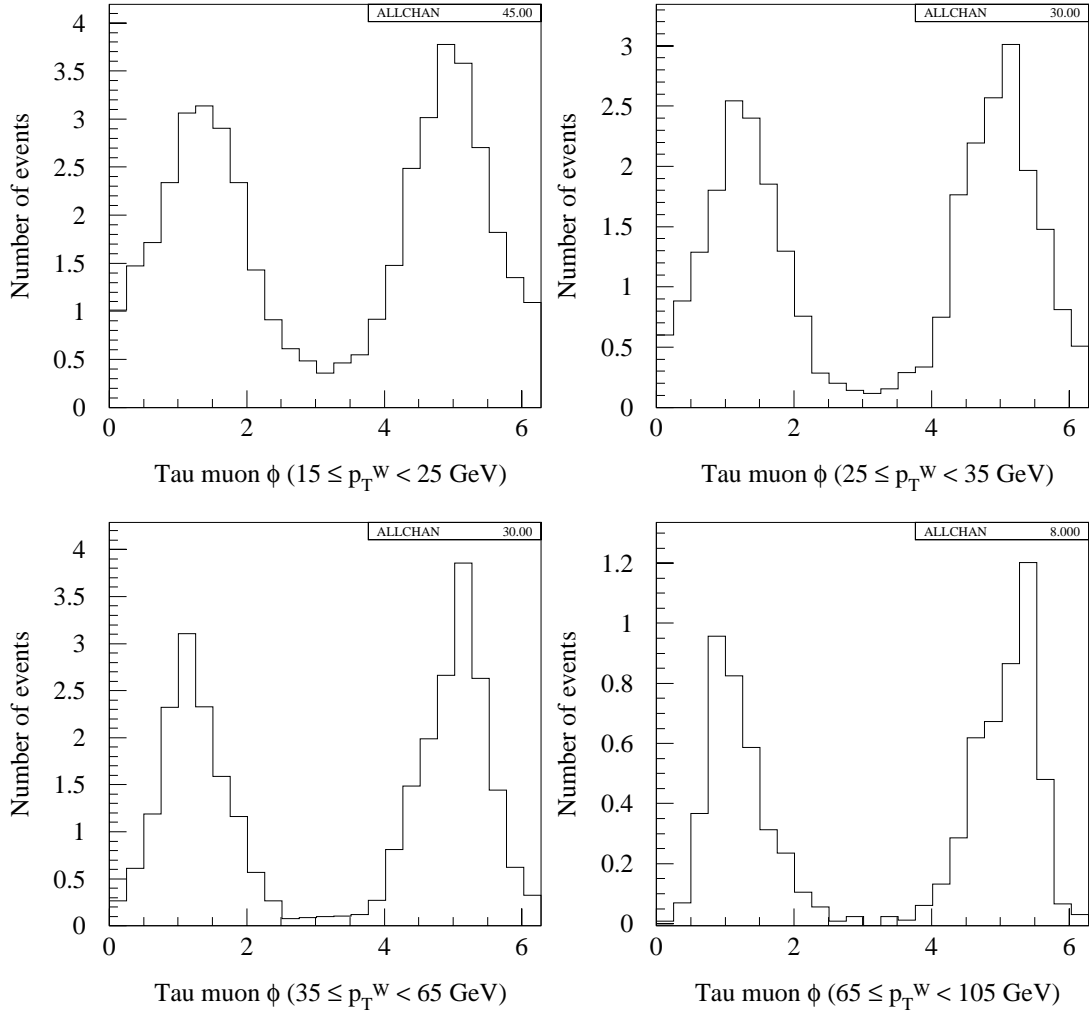 ALLCHAN 45.00
4
3.5
3
2.5
2
1.5
1
0.5
0
Number of events
0 2 4 6
Tau muon ϕ (15 ≤ p_T^W < 25 GeV)
ALLCHAN 30.00
3
2.5
2
1.5
1
0.5
0
Number of events
0 2 4 6
Tau muon ϕ (25 ≤ p_T^W < 35 GeV)
ALLCHAN 30.00
4
3.5
3
2.5
2
1.5
1
0.5
0
Number of events
0 2 4 6
Tau muon ϕ (35 ≤ p_T^W < 65 GeV)
ALLCHAN 8.000
1.2
1
0.8
0.6
0.4
0.2
0
Number of events
0 2 4 6
Tau muon ϕ (65 ≤ p_T^W < 105 GeV)